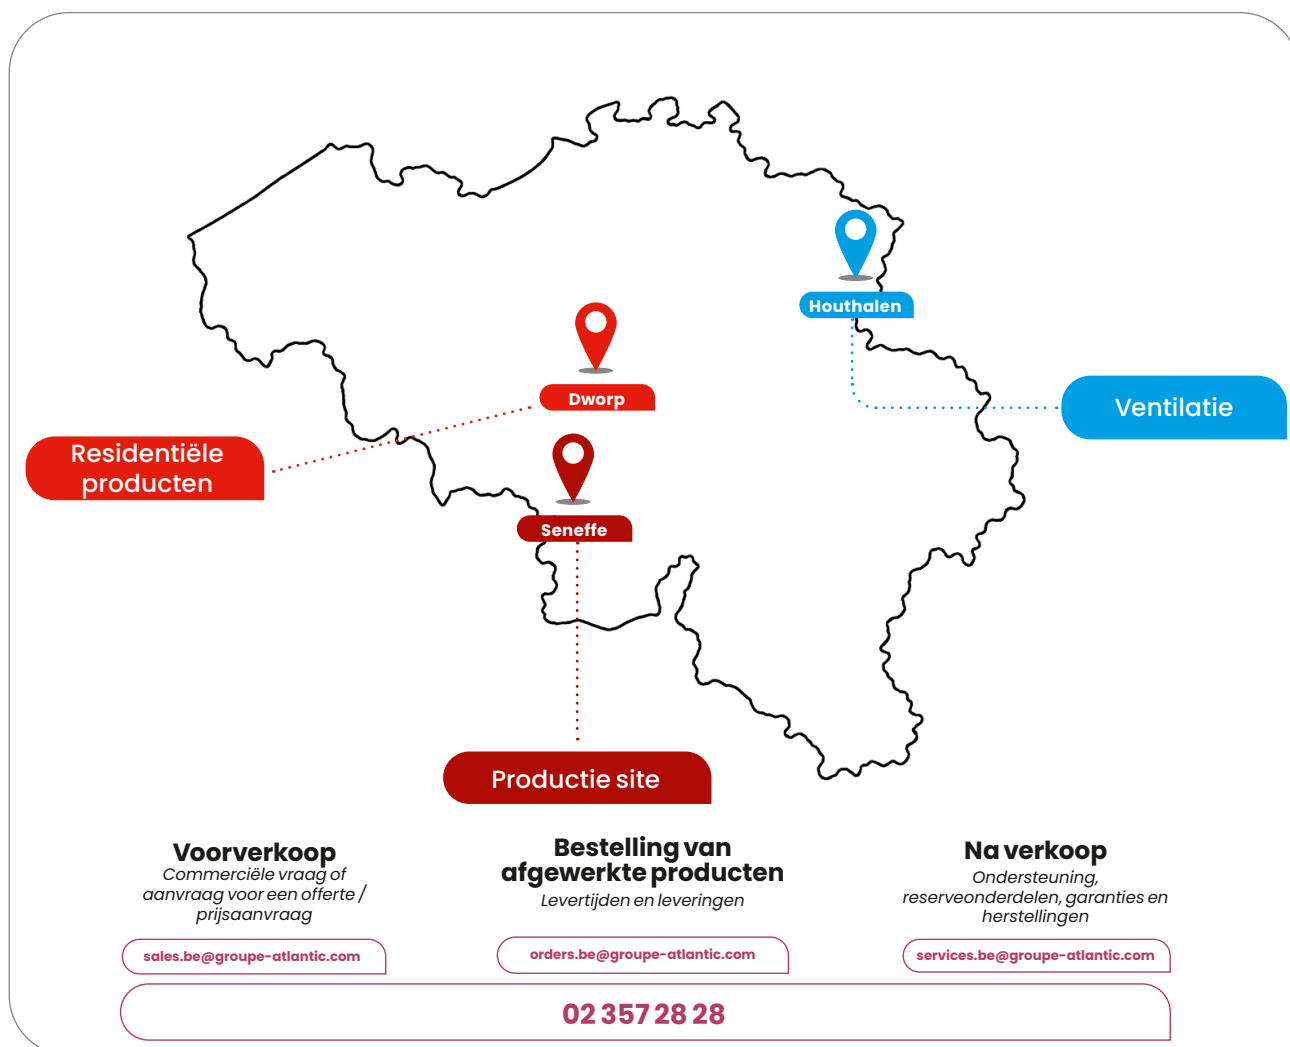 Houthalen
Dworp
Ventilatie
Residentiële
producten
Seneffe
Productie site
Voorverkoop
Commerciële vraag of
aanvraag voor een offerte /
prijsaanvraag
sales.be@groupe-atlantic.com
Bestelling van
afgewerkte producten
Levertijden en leveringen
orders.be@groupe-atlantic.com
Na verkoop
Ondersteuning,
reserveonderdelen, garanties en
herstellingen
services.be@groupe-atlantic.com
02 357 28 28